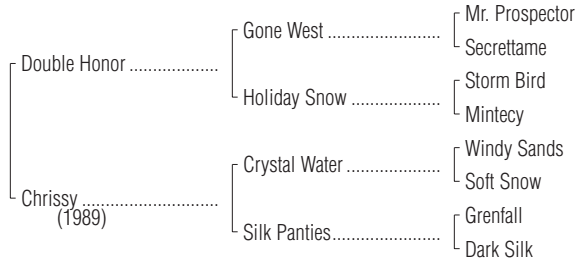 Mr. Prospector
Gone West ......................
Secrettame
Double Honor ..................
Storm Bird
Holiday Snow ..................
Mintecy
Windy Sands
Crystal Water ...................
Soft Snow
Chrissy ...........................
(1989)
Grenfall
Silk Panties.....................
Dark Silk